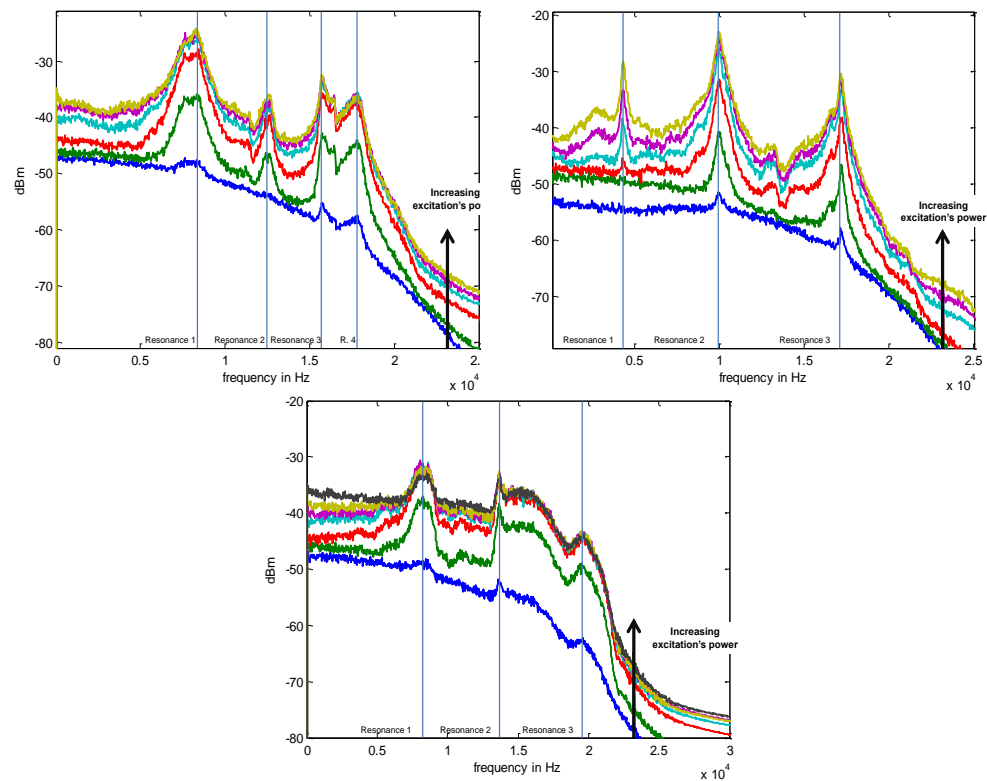 -30
-40
-50
-60
-70
-80
dBm
Increasing
excitation's po
Resonance 1 Resonance 2 Resonance 3 R. 4
0 0.5 1 1.5 2 2.5
frequency in Hz
x 10^4
-20
-30
-40
-50
-60
-70
dBm
Increasing
excitation's power
Resonance 1 Resonance 2 Resonance 3
0.5 1 1.5 2 2.5
frequency in Hz
x 10^4
-20
-30
-40
-50
-60
-70
-80
dBm
Increasing
excitation's power
Resonance 1 Resonance 2 Resonance 3
0 0.5 1 1.5 2 2.5 3
frequency in Hz
x 10^4